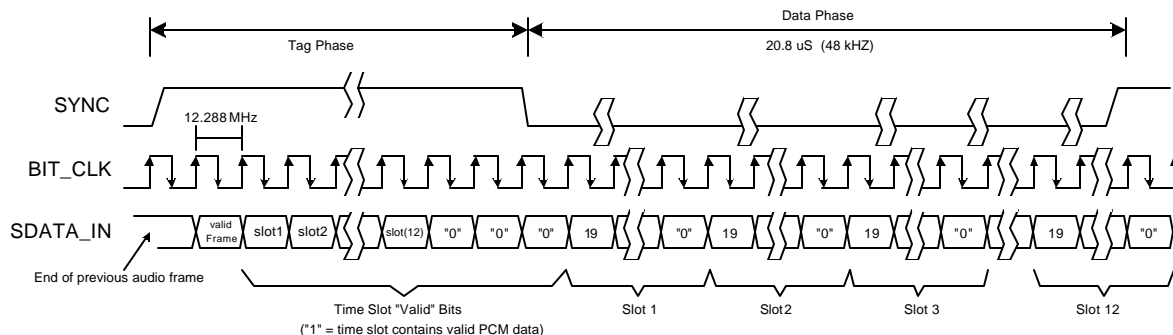 Data Phase
Tag Phase
20.8 uS (48 kHZ)
SYNC
12.288 MHz
BIT_CLK
SDATA_IN
valid
Frame
slot1
slot2
slot(12)
"0"
"0"
"0"
19
"0"
19
"0"
19
"0"
19
"0"
End of previous audio frame
Time Slot "Valid" Bits
("1" = time slot contains valid PCM data)
Slot 1
Slot2
Slot 3
Slot 12